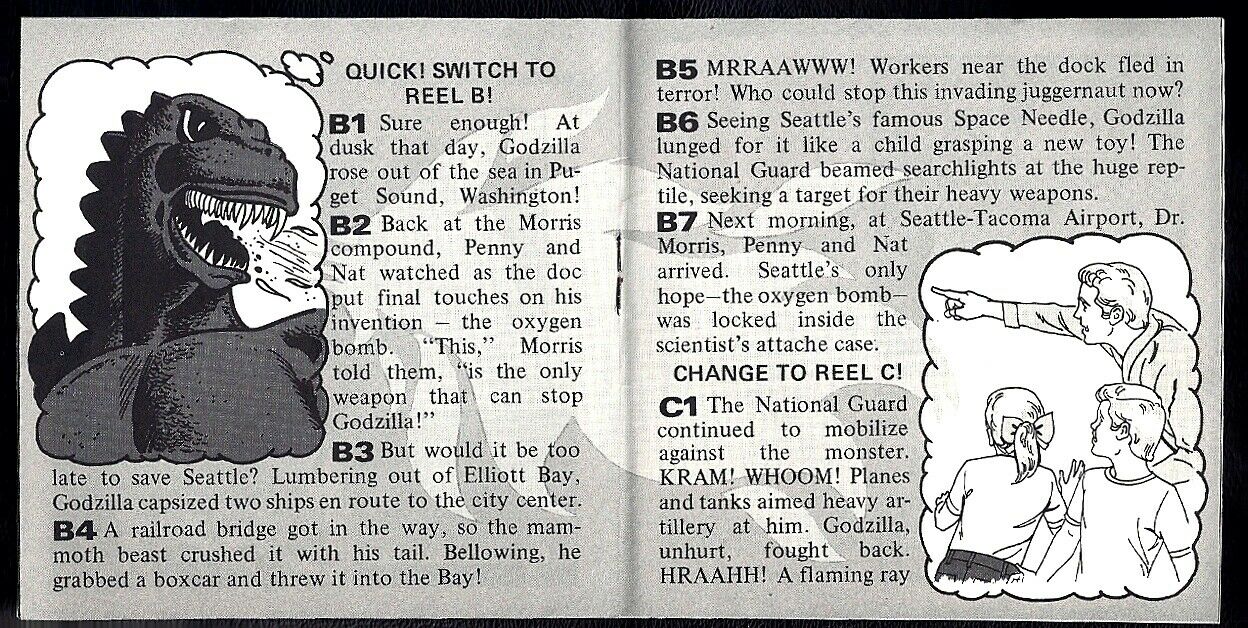 QUICK! SWITCH TO
REEL B!
B1 Sure enough! At
dusk that day, Godzilla
rose out of the sea in Pu-
get Sound, Washington!
B2 Back at the Morris
compound, Penny and
Nat watched as the doc
put final touches on his
invention — the oxygen
bomb. “This,” Morris
told them, “is the only
weapon that can stop
Godzilla!”
B3 But would it be too
late to save Seattle? Lumbering out of Elliott Bay,
Godzilla capsized two ships en route to the city center.
B4 A railroad bridge got in the way, so the mam-
moth beast crushed it with his tail. Bellowing, he
grabbed a boxcar and threw it into the Bay!
B5 MRRAAWWW! Workers near the dock fled in
terror! Who could stop this invading juggernaut now?
B6 Seeing Seattle’s famous Space Needle, Godzilla
lunged for it like a child grasping a new toy! The
National Guard beamed searchlights at the huge rep-
tile, seeking a target for their heavy weapons.
B7 Next morning, at Seattle-Tacoma Airport, Dr.
Morris, Penny and Nat
arrived. Seattle’s only
hope—the oxygen bomb—
was locked inside the
scientist’s attache case.
CHANGE TO REEL C!
C1 The National Guard
continued to mobilize
against the monster.
KRAM! WHOOM! Planes
and tanks aimed heavy ar-
tillery at him. Godzilla,
unhurt, fought back.
HRAAHH! A flaming ray